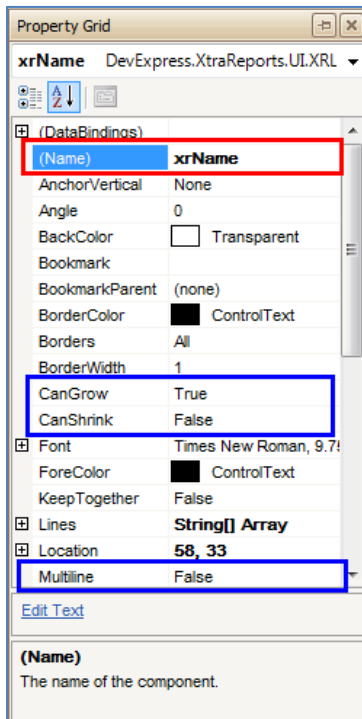 Property Grid
xrName DevExpress.XtraReports.UI.XRL
(DataBindings)
(Name) xrName
AnchorVertical None
Angle 0
BackColor Transparent
Bookmark
BookmarkParent (none)
BorderColor ControlText
Borders All
BorderWidth 1
CanGrow True
CanShrink False
Font Times New Roman, 9.75
ForeColor ControlText
KeepTogether False
Lines String[] Array
Location 58, 33
Multiline False
Edit Text
(Name)
The name of the component.